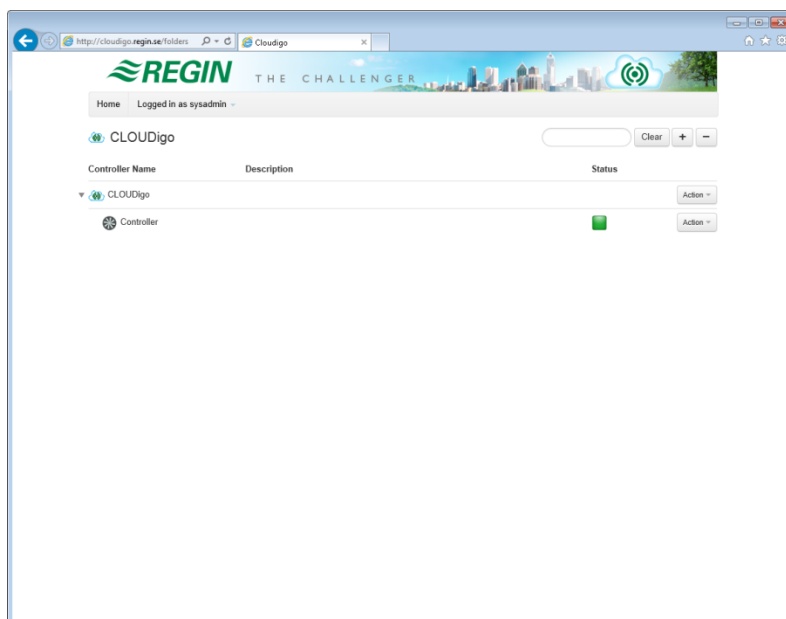 http://cloudigo.regin.se/folders
Cloudigo
REGIN THE CHALLENGER
Home Logged in as sysadmin
CLOUDigo Clear + −
Controller Name Description Status
CLOUDigo Action
Controller Action